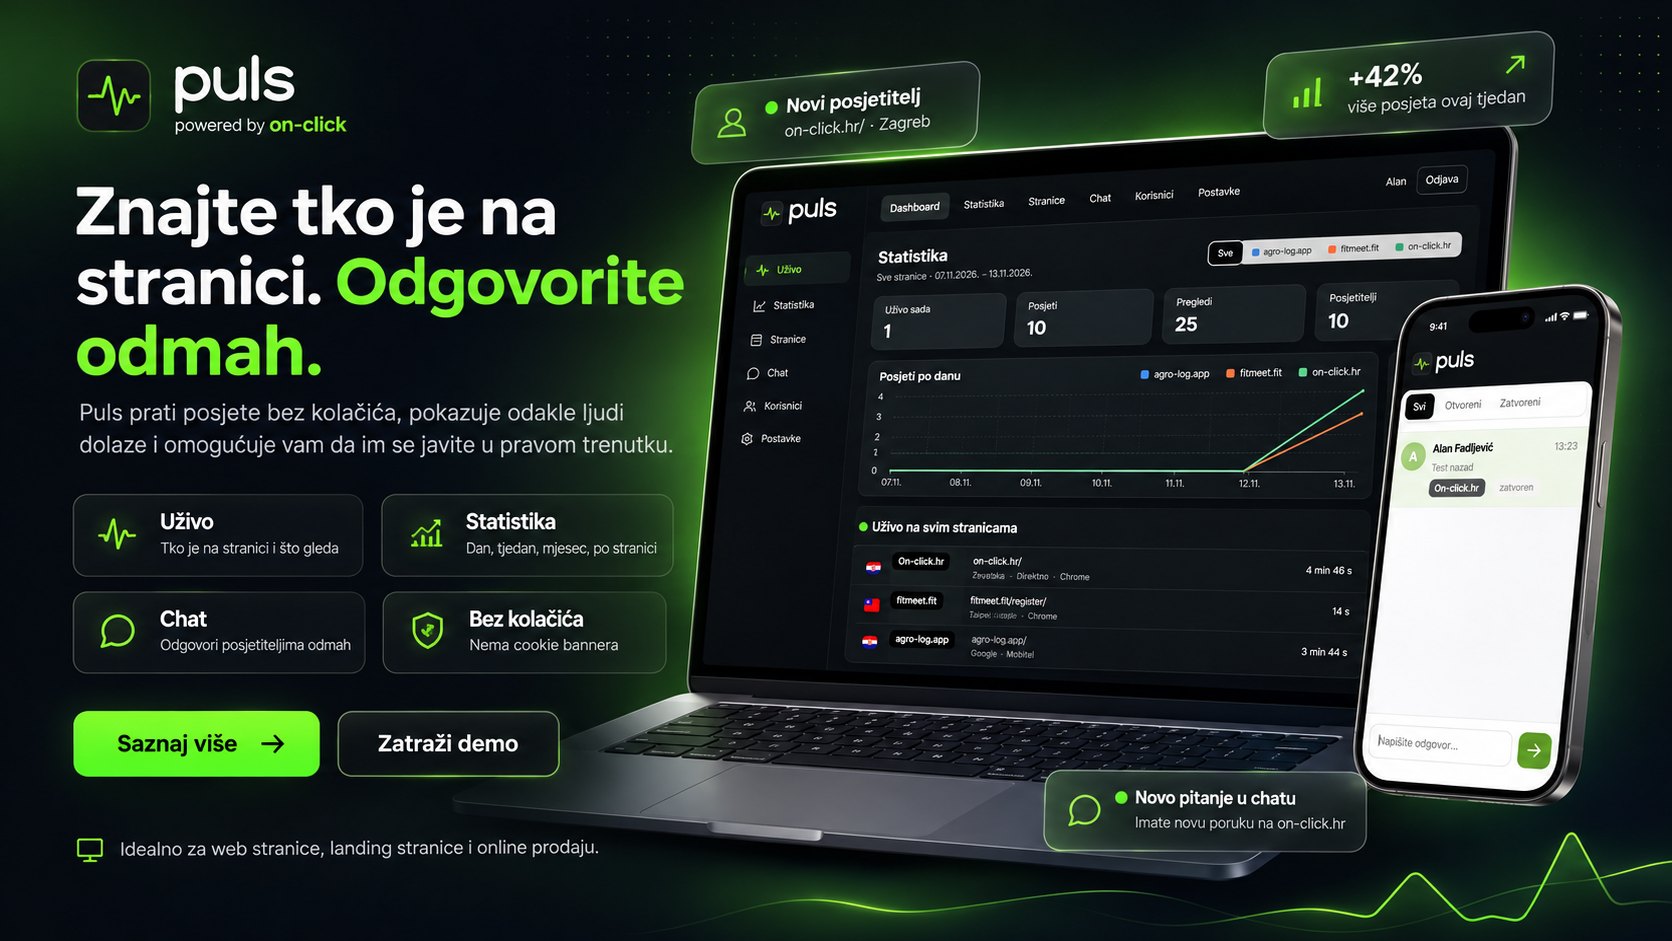 puls
powered by on-click
Znajte tko je na
stranici. Odgovorite
odmah.
Puls prati posjete bez kolačića, pokazuje odakle ljudi
dolaze i omogućuje vam da im se javite u pravom trenutku.
Uživo
Tko je na stranici i što gleda
Statistika
Dan, tjedan, mjesec, po stranici
Chat
Odgovori posjetiteljima odmah
Bez kolačića
Nema cookie bannera
Saznaj više
Zatraži demo
Idealno za web stranice, landing stranice i online prodaju.
Novi posjetitelj
on-click.hr/ · Zagreb
+42%
više posjeta ovaj tjedan
puls
Dashboard Statistika Stranice Chat Korisnici Postavke
Alan Odjava
Uživo
Statistika
Stranice
Chat
Korisnici
Postavke
Statistika
Sve stranice - 07.11.2026. – 13.11.2026.
Sve agro-log.app fitmeet.fit on-click.hr
Uživo sada
1
Posjeti
10
Pregledi
25
Posjetitelji
10
Posjeti po danu
agro-log.app fitmeet.fit on-click.hr
4
3
2
1
0
07.11. 08.11. 09.11. 10.11. 11.11. 12.11. 13.11.
Uživo na svim stranicama
On-click.hr on-click.hr/ 4 min 46 s
- Direktno · Chrome
fitmeet.fit fitmeet.fit/register/ 14 s
· Chrome
agro-log.app agro-log.app/ 3 min 44 s
Google - Mobitel
9:41
puls
Svi Otvoreni Zatvoreni
A Alan Fadljević 13:23
Test nazad
On-click.hr zatvoren
Napišite odgovor...
Novo pitanje u chatu
Imate novu poruku na on-click.hr